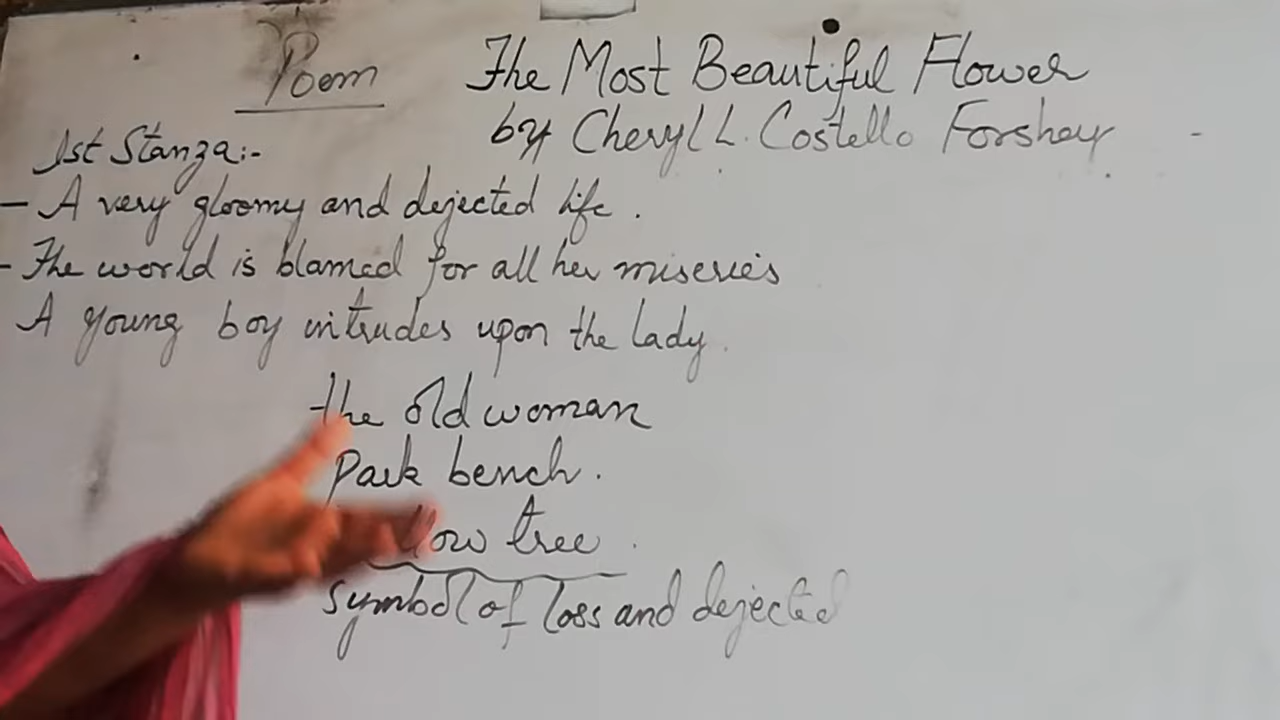 Poem
The Most Beautiful Flower
by Cheryl L. Costello Forshey
1st Stanza:-
- A very gloomy and dejected life.
- The world is blamed for all her miseries
A young boy intrudes upon the lady.
the old woman
Park bench.
tree.
symbol of loss and dejected